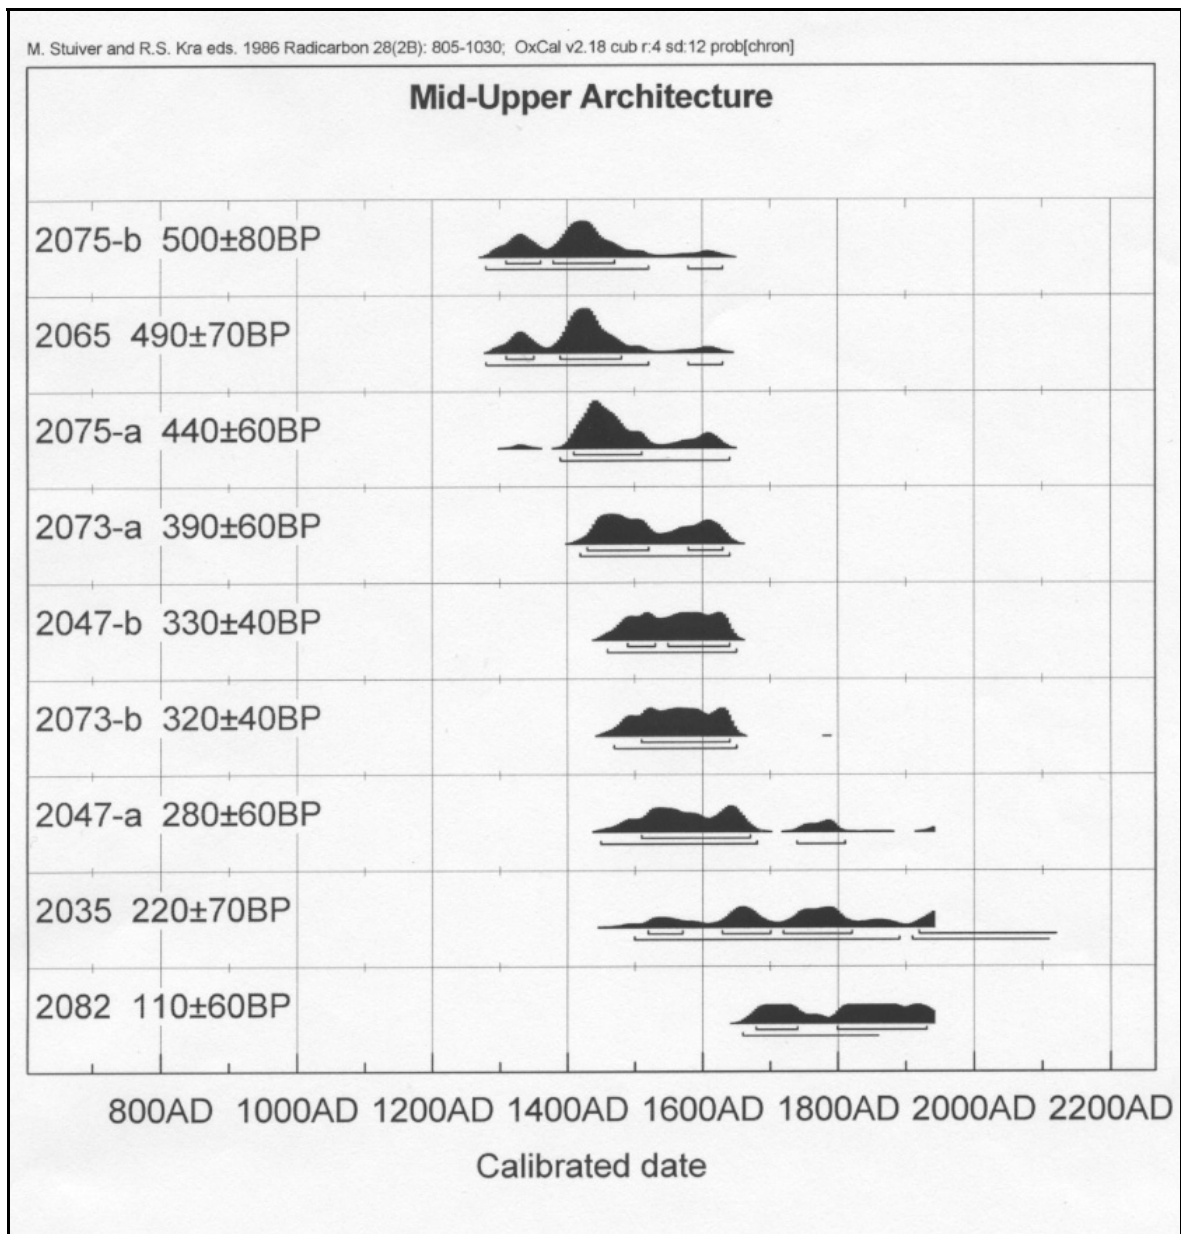 M. Stuiver and R.S. Kra eds. 1986 Radicarbon 28(2B): 805-1030; OxCal v2.18 cub r:4 sd:12 prob[chron]
Mid-Upper Architecture
2075-b 500±80BP
2065 490±70BP
2075-a 440±60BP
2073-a 390±60BP
2047-b 330±40BP
2073-b 320±40BP
2047-a 280±60BP
2035 220±70BP
2082 110±60BP
800AD 1000AD 1200AD 1400AD 1600AD 1800AD 2000AD 2200AD
Calibrated date